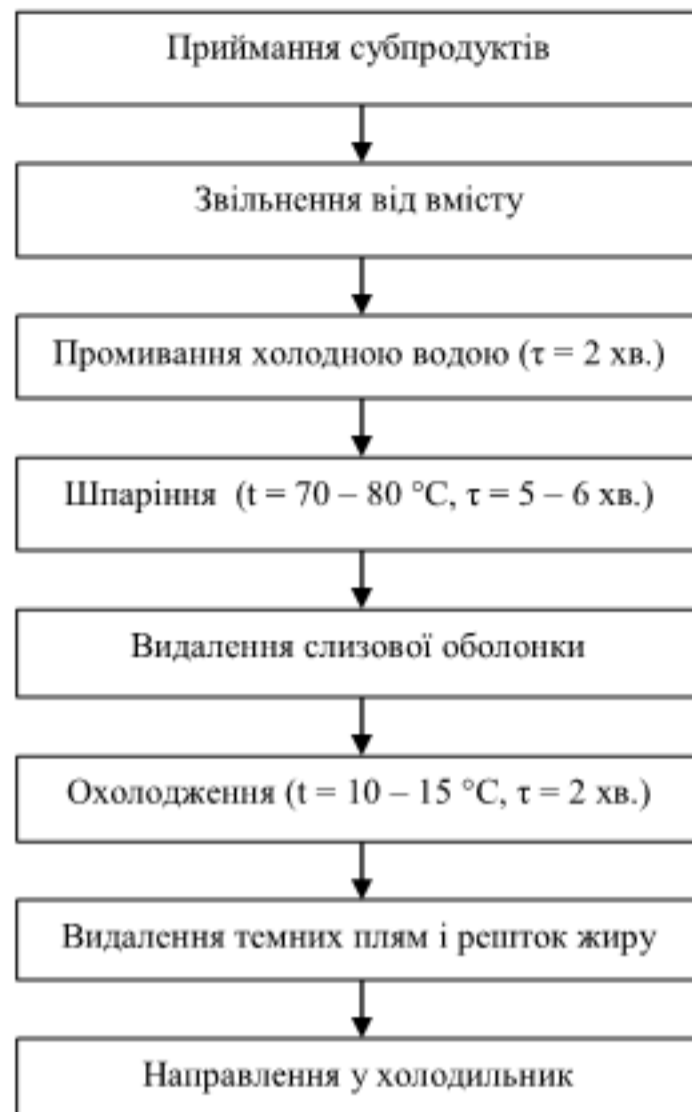 Приймання субпродуктів
Звільнення від вмісту
Промивання холодною водою (τ = 2 хв.)
Шпаріння (t = 70 – 80 °C, τ = 5 – 6 хв.)
Видалення слизової оболонки
Охолодження (t = 10 – 15 °C, τ = 2 хв.)
Видалення темних плям і решток жиру
Направлення у холодильник